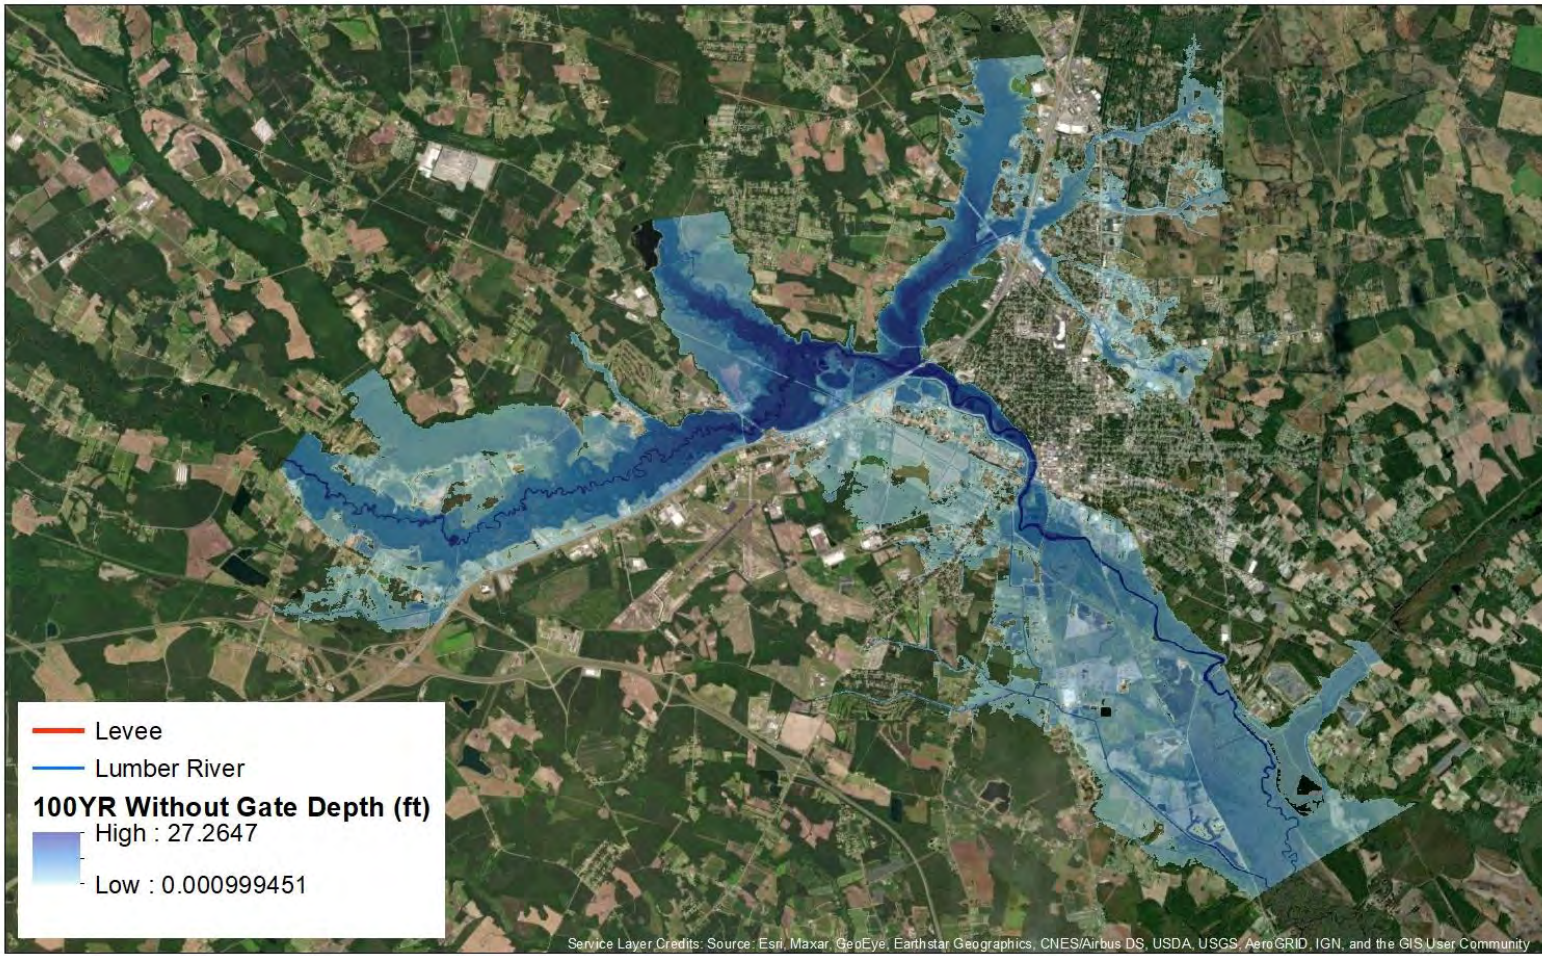 Levee
Lumber River
100YR Without Gate Depth (ft)
High : 27.2647
Low : 0.000999451
Service Layer Credits: Source: Esri, Maxar, GeoEye, Earthstar Geographics, CNES/Airbus DS, USDA, USGS, AeroGRID, IGN, and the GIS User Community